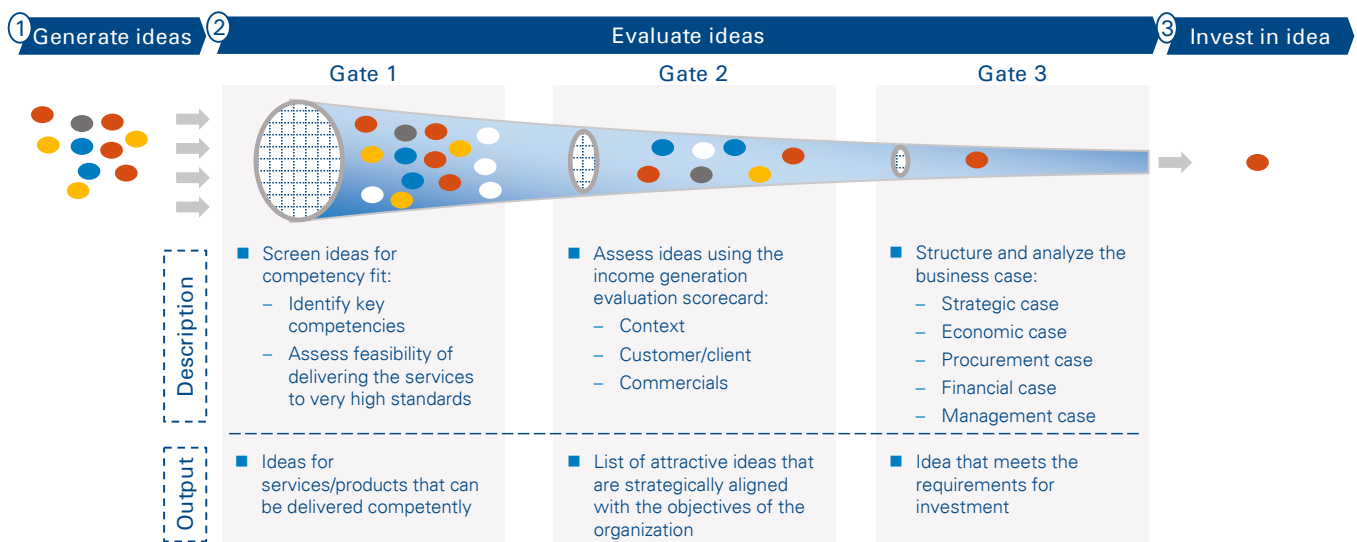 1 Generate ideas
2 Evaluate ideas
3 Invest in idea
Gate 1
Gate 2
Gate 3
Description
■ Screen ideas for
competency fit:
– Identify key
competencies
– Assess feasibility of
delivering the services
to very high standards
■ Assess ideas using the
income generation
evaluation scorecard:
– Context
– Customer/client
– Commercials
■ Structure and analyze the
business case:
– Strategic case
– Economic case
– Procurement case
– Financial case
– Management case
Output
■ Ideas for
services/products that can
be delivered competently
■ List of attractive ideas that
are strategically aligned
with the objectives of the
organization
■ Idea that meets the
requirements for
investment